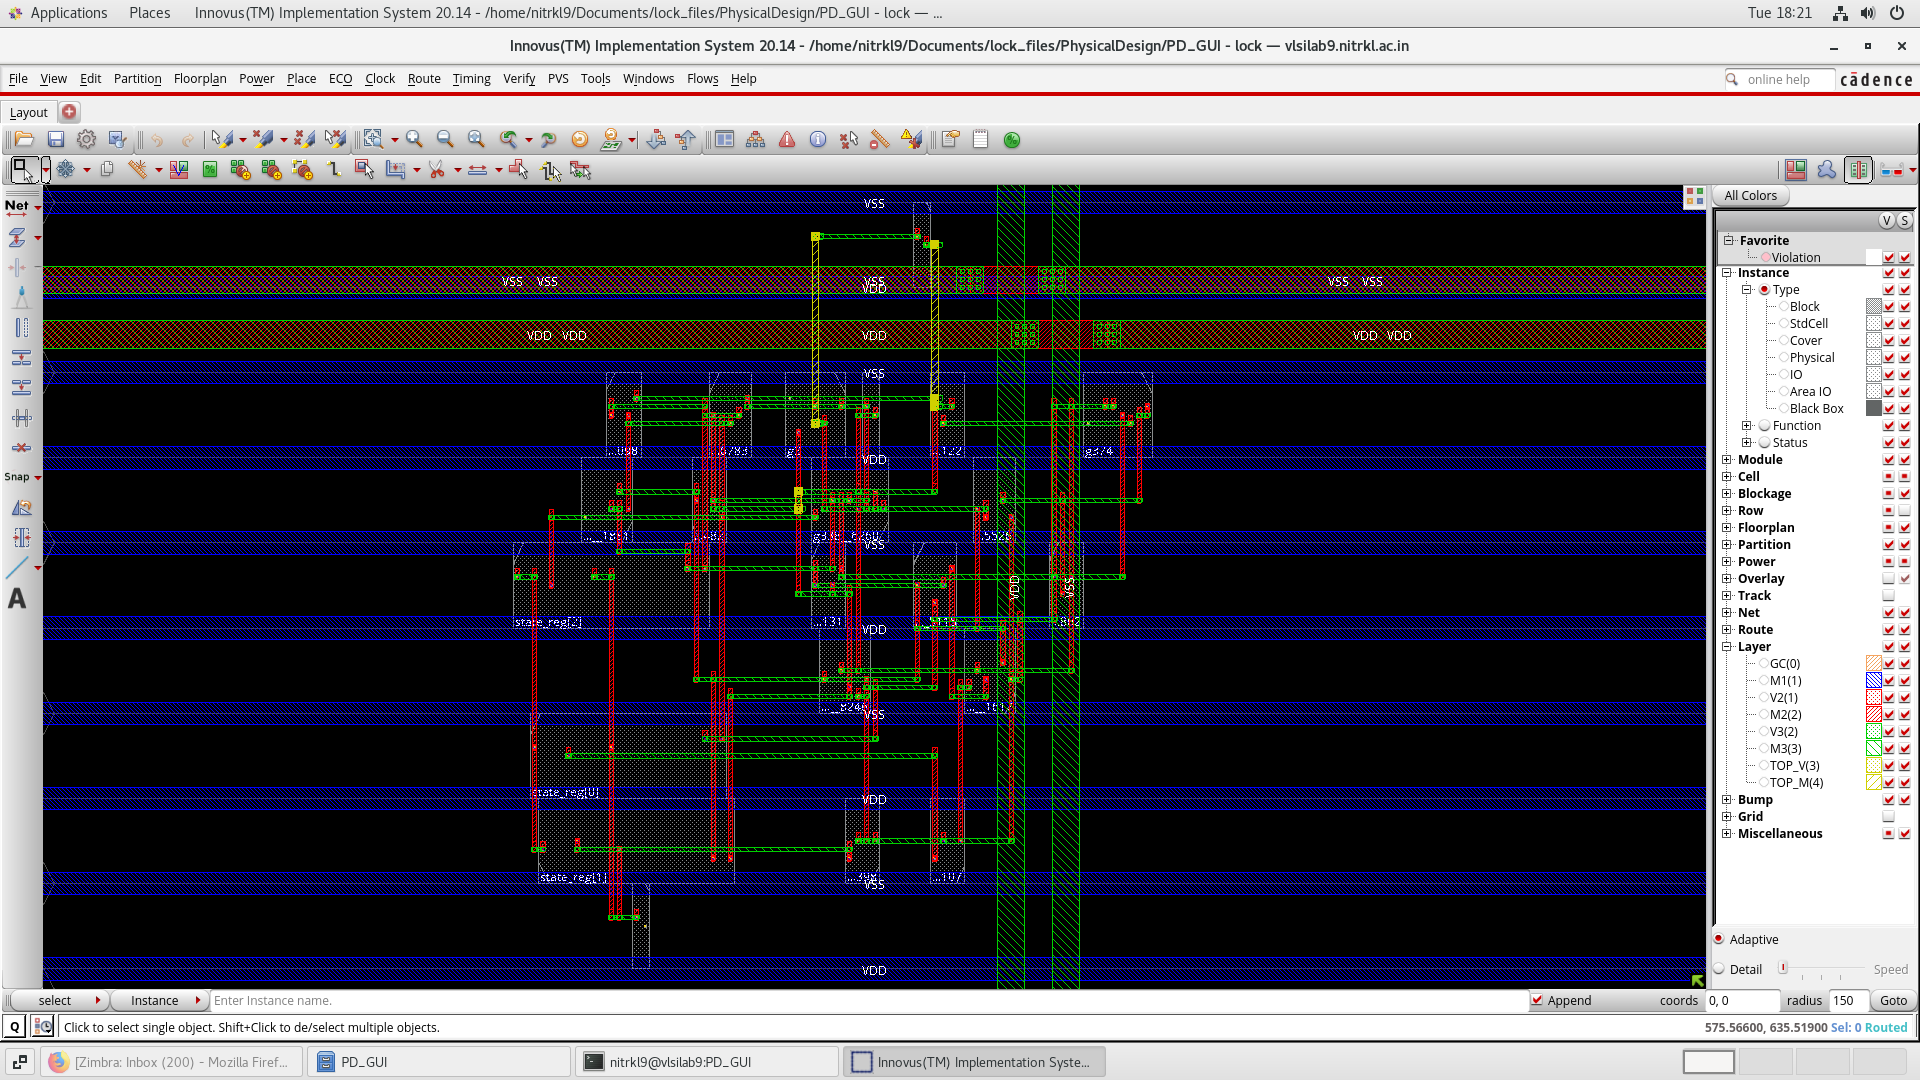 Applications Places Innovus(TM) Implementation System 20.14 - /home/nitrkl9/Documents/lock_files/PhysicalDesign/PD_GUI - lock — ... Tue 18:21
Innovus(TM) Implementation System 20.14 - /home/nitrkl9/Documents/lock_files/PhysicalDesign/PD_GUI - lock — vlsilab9.nitrkl.ac.in
File View Edit Partition Floorplan Power Place ECO Clock Route Timing Verify PVS Tools Windows Flows Help online help cādence
Layout
All Colors
Net
VSS
V S
Favorite
Violation
Instance
VSS VSS VSS VSS VSS
VDD
Type
Block
StdCell
VDD VDD VDD VDD VDD
Cover
Physical
VSS
IO
Area IO
Black Box
Function
Status
...122 g374
VDD
Module
Snap
Cell
Blockage
Row
Floorplan
VSS
Partition
Power
VDD VSS
Overlay
Track
Net
state_reg[2] ...131
VDD
Route
Layer
GC(0)
M1(1)
V2(1)
VSS
M2(2)
V3(2)
M3(3)
TOP_V(3)
TOP_M(4)
state_reg[0]
VDD
Bump
Grid
Miscellaneous
state_reg[1] ...107
VSS
Adaptive
VDD
Detail Speed
select Instance Enter Instance name. Append coords 0, 0 radius 150 Goto
Q Click to select single object. Shift+Click to de/select multiple objects. 575.56600, 635.51900 Sel: 0 Routed
[Zimbra: Inbox (200) - Mozilla Firef... PD_GUI nitrkl9@vlsilab9:PD_GUI Innovus(TM) Implementation Syste...
A